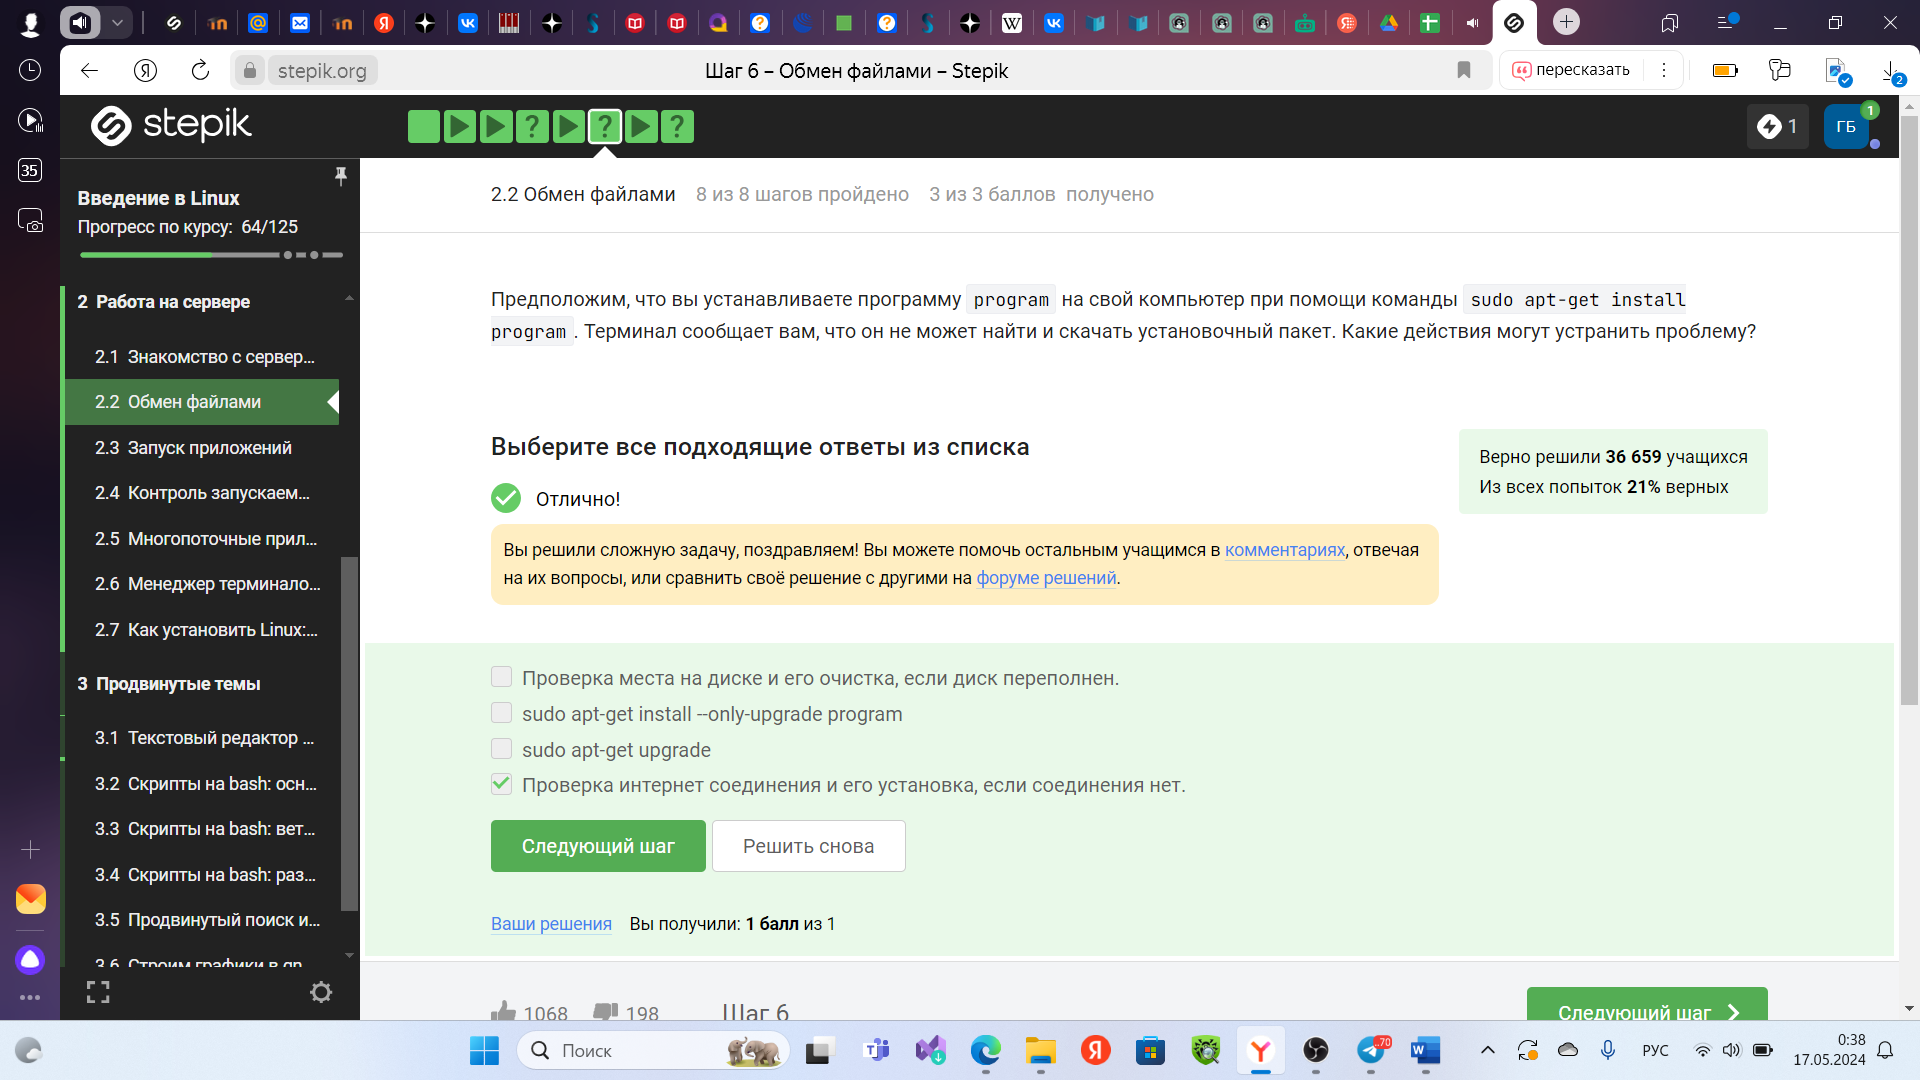 stepik.org
Шаг 6 – Обмен файлами – Stepik
пересказать
2
35
stepik
1
ГБ
1
Введение в Linux
Прогресс по курсу: 64/125
2 Работа на сервере
2.1 Знакомство с сервер...
2.2 Обмен файлами
2.3 Запуск приложений
2.4 Контроль запускаем...
2.5 Многопоточные прил...
2.6 Менеджер терминало...
2.7 Как установить Linux:...
3 Продвинутые темы
3.1 Текстовый редактор ...
3.2 Скрипты на bash: осн...
3.3 Скрипты на bash: вет...
3.4 Скрипты на bash: раз...
3.5 Продвинутый поиск и...
3.6 Строим графики в gn...
2.2 Обмен файлами 8 из 8 шагов пройдено 3 из 3 баллов получено
Предположим, что вы устанавливаете программу program на свой компьютер при помощи команды sudo apt-get install
program . Терминал сообщает вам, что он не может найти и скачать установочный пакет. Какие действия могут устранить проблему?
Выберите все подходящие ответы из списка
Верно решили 36 659 учащихся
Из всех попыток 21% верных
Отлично!
Вы решили сложную задачу, поздравляем! Вы можете помочь остальным учащимся в комментариях, отвечая
на их вопросы, или сравнить своё решение с другими на форуме решений.
Проверка места на диске и его очистка, если диск переполнен.
sudo apt-get install --only-upgrade program
sudo apt-get upgrade
Проверка интернет соединения и его установка, если соединения нет.
Следующий шаг
Решить снова
Ваши решения Вы получили: 1 балл из 1
1068 198 Шаг 6
Следующий шаг
Поиск
..70
РУС
0:38
17.05.2024